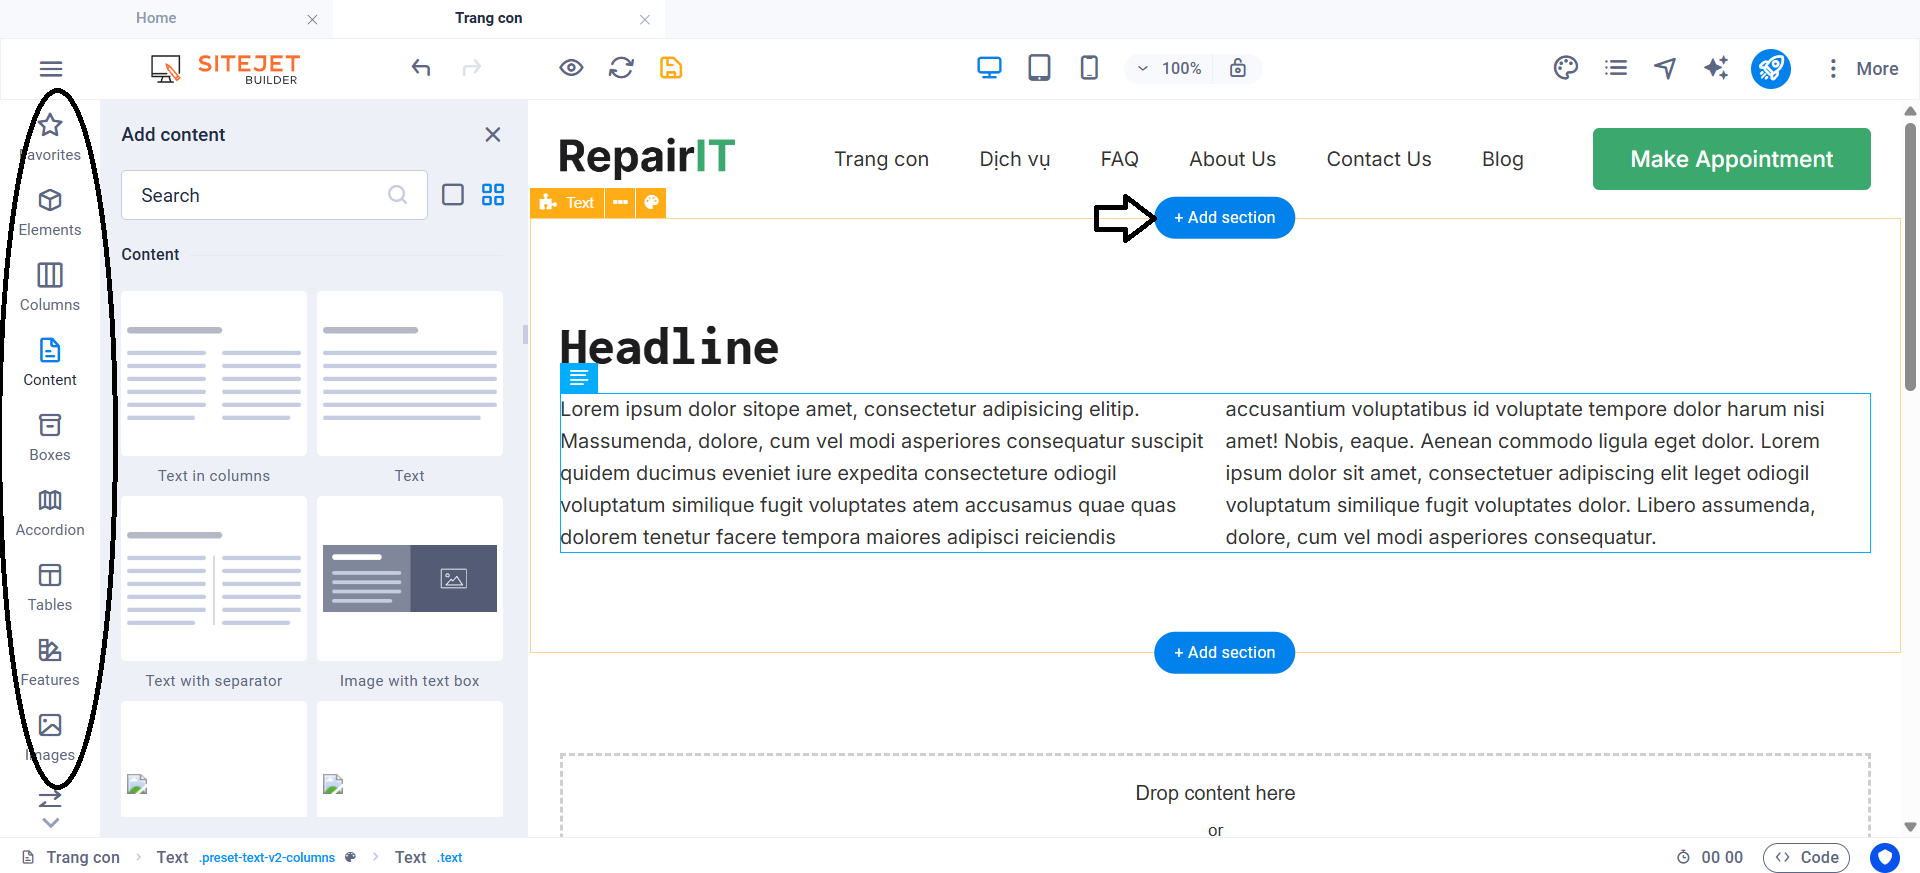 Home
Trang con
SITEJET
BUILDER
100%
More
Favorites
Elements
Columns
Content
Boxes
Accordion
Tables
Features
Images
Add content
Search
Content
Text in columns
Text
Text with separator
Image with text box
RepairIT
Trang con
Dịch vụ
FAQ
About Us
Contact Us
Blog
Make Appointment
Text
+ Add section
Headline
Lorem ipsum dolor sitope amet, consectetur adipisicing elitip.
Massumenda, dolore, cum vel modi asperiores consequatur suscipit
quidem ducimus eveniet iure expedita consecteture odiogil
voluptatum similique fugit voluptates atem accusamus quae quas
dolorem tenetur facere tempora maiores adipisci reiciendis
accusantium voluptatibus id voluptate tempore dolor harum nisi
amet! Nobis, eaque. Aenean commodo ligula eget dolor. Lorem
ipsum dolor sit amet, consectetuer adipiscing elit leget odiogil
voluptatum similique fugit voluptates dolor. Libero assumenda,
dolore, cum vel modi asperiores consequatur.
+ Add section
Drop content here
or
Trang con
Text .preset-text-v2-columns
Text .text
00 00
Code